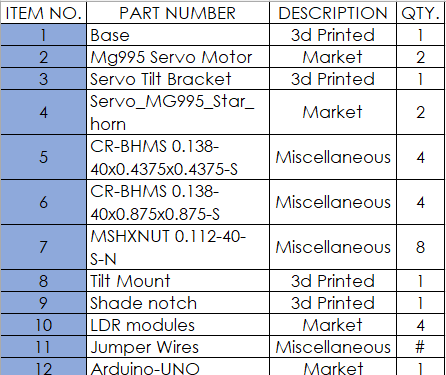 ITEM NO. PART NUMBER DESCRIPTION QTY.
1 Base 3d Printed 1
2 Mg995 Servo Motor Market 2
3 Servo Tilt Bracket 3d Printed 1
4 Servo_MG995_Star_
horn Market 2
5 CR-BHMS 0.138-
40x0.4375x0.4375-S Miscellaneous 4
6 CR-BHMS 0.138-
40x0.875x0.875-S Miscellaneous 4
7 MSHXNUT 0.112-40-
S-N Miscellaneous 8
8 Tilt Mount 3d Printed 1
9 Shade notch 3d Printed 1
10 LDR modules Market 4
11 Jumper Wires Miscellaneous #
12 Arduino-UNO Market 1